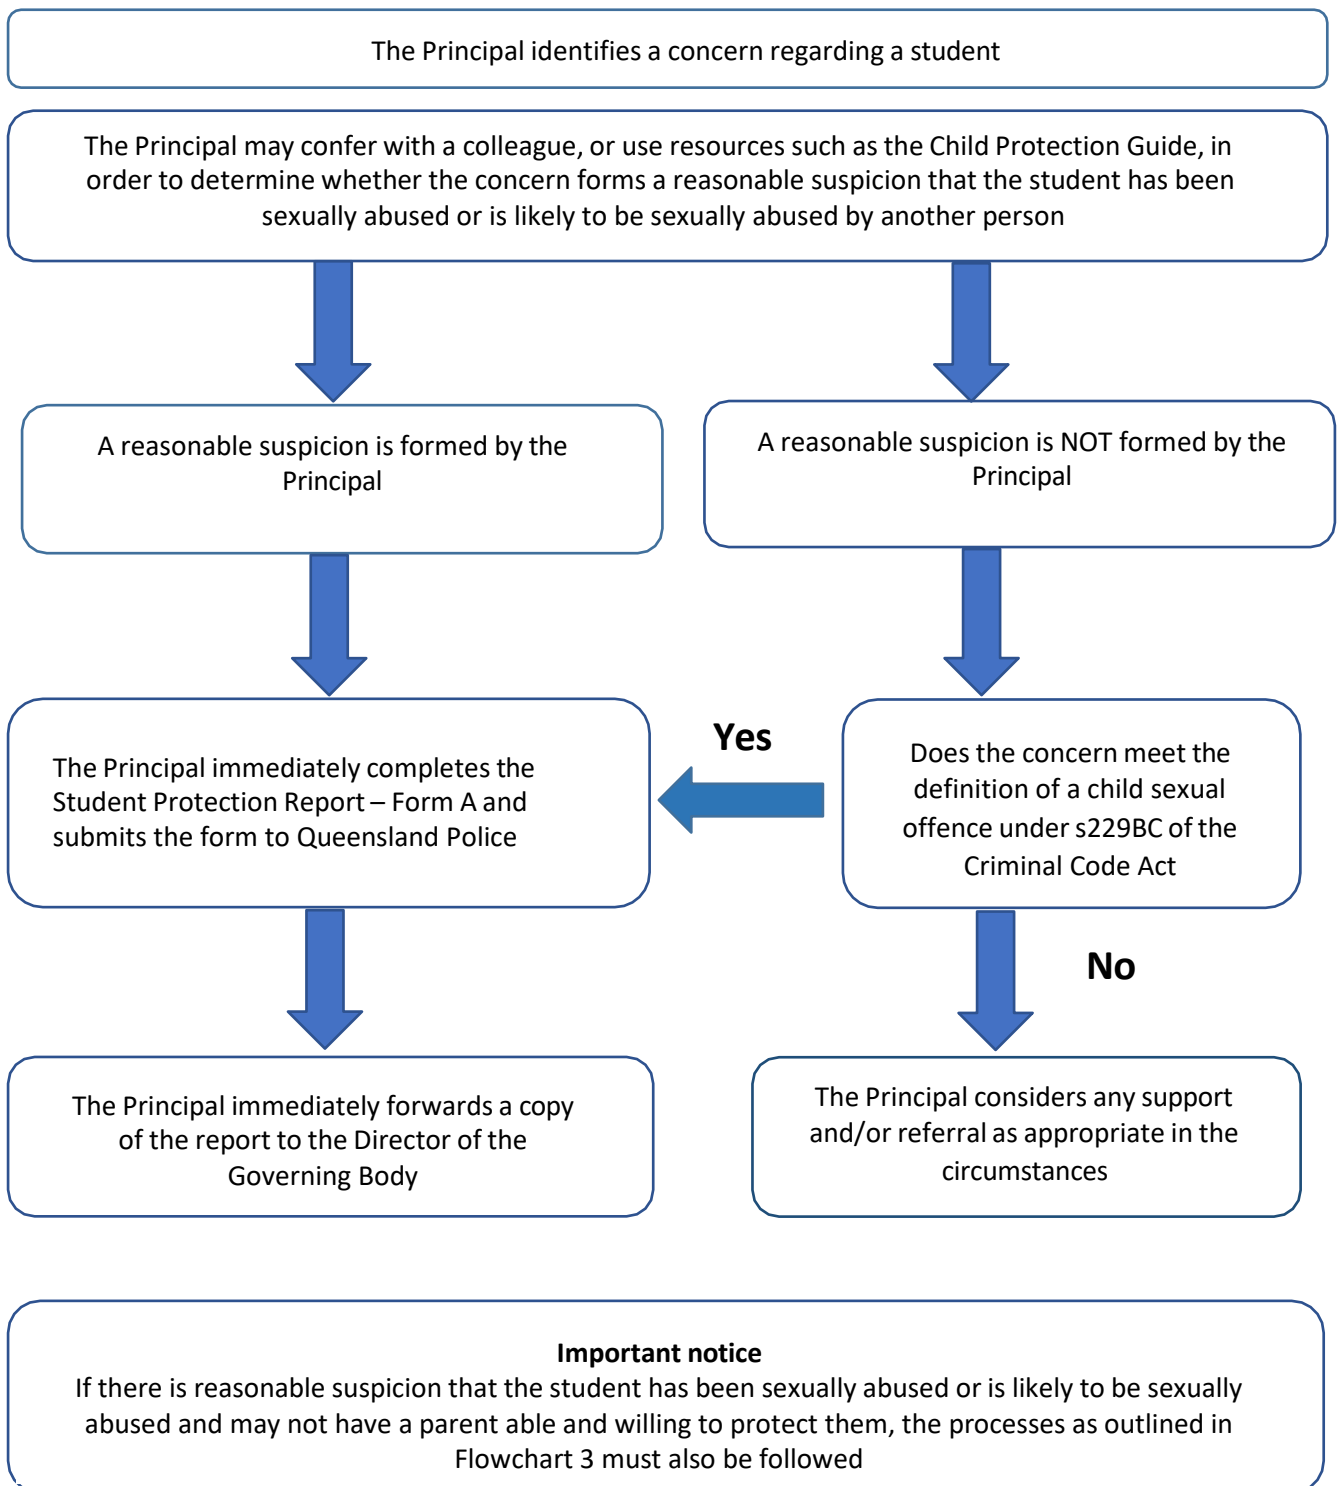 The Principal identifies a concern regarding a student
The Principal may confer with a colleague, or use resources such as the Child Protection Guide, in
order to determine whether the concern forms a reasonable suspicion that the student has been
sexually abused or is likely to be sexually abused by another person
A reasonable suspicion is formed by the
Principal
A reasonable suspicion is NOT formed by the
Principal
The Principal immediately completes the
Student Protection Report – Form A and
submits the form to Queensland Police
Yes
Does the concern meet the
definition of a child sexual
offence under s229BC of the
Criminal Code Act
No
The Principal immediately forwards a copy
of the report to the Director of the
Governing Body
The Principal considers any support
and/or referral as appropriate in the
circumstances
Important notice
If there is reasonable suspicion that the student has been sexually abused or is likely to be sexually
abused and may not have a parent able and willing to protect them, the processes as outlined in
Flowchart 3 must also be followed